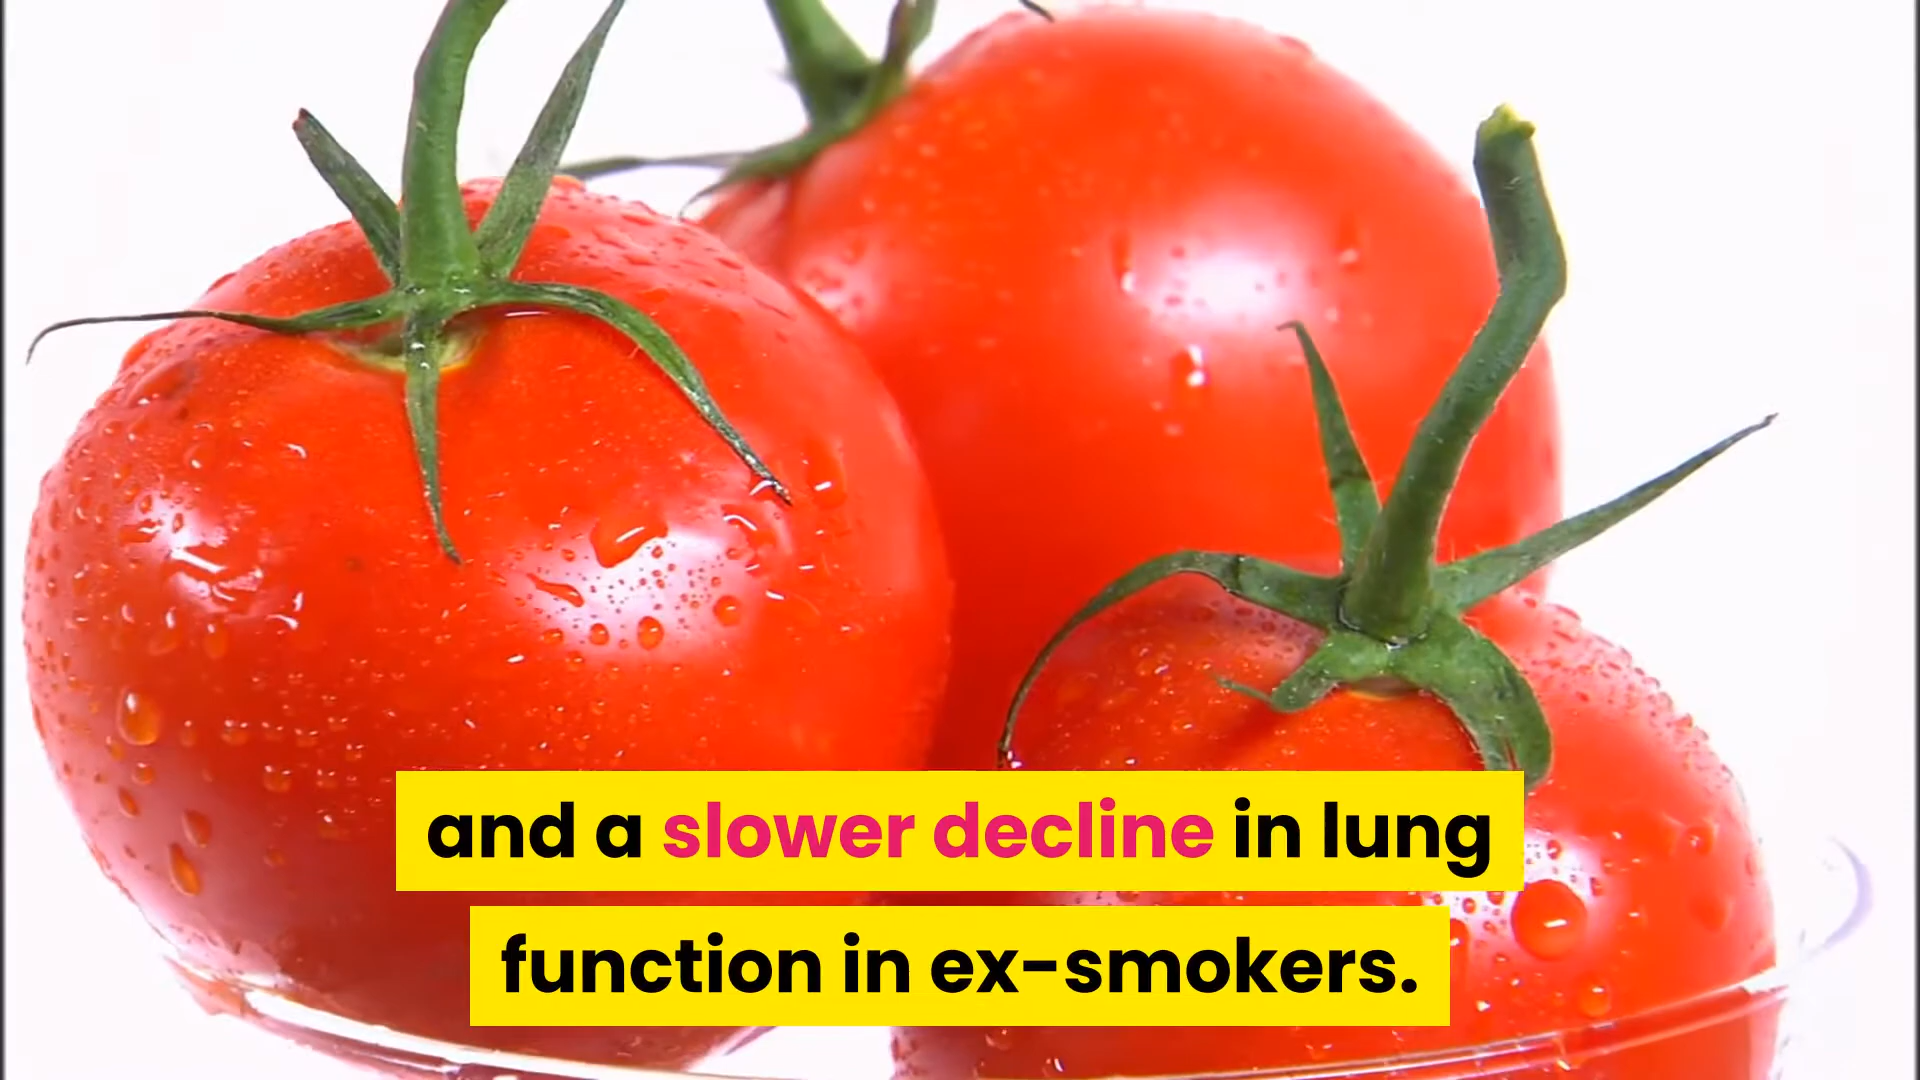 and a slower decline in lung
function in ex-smokers.